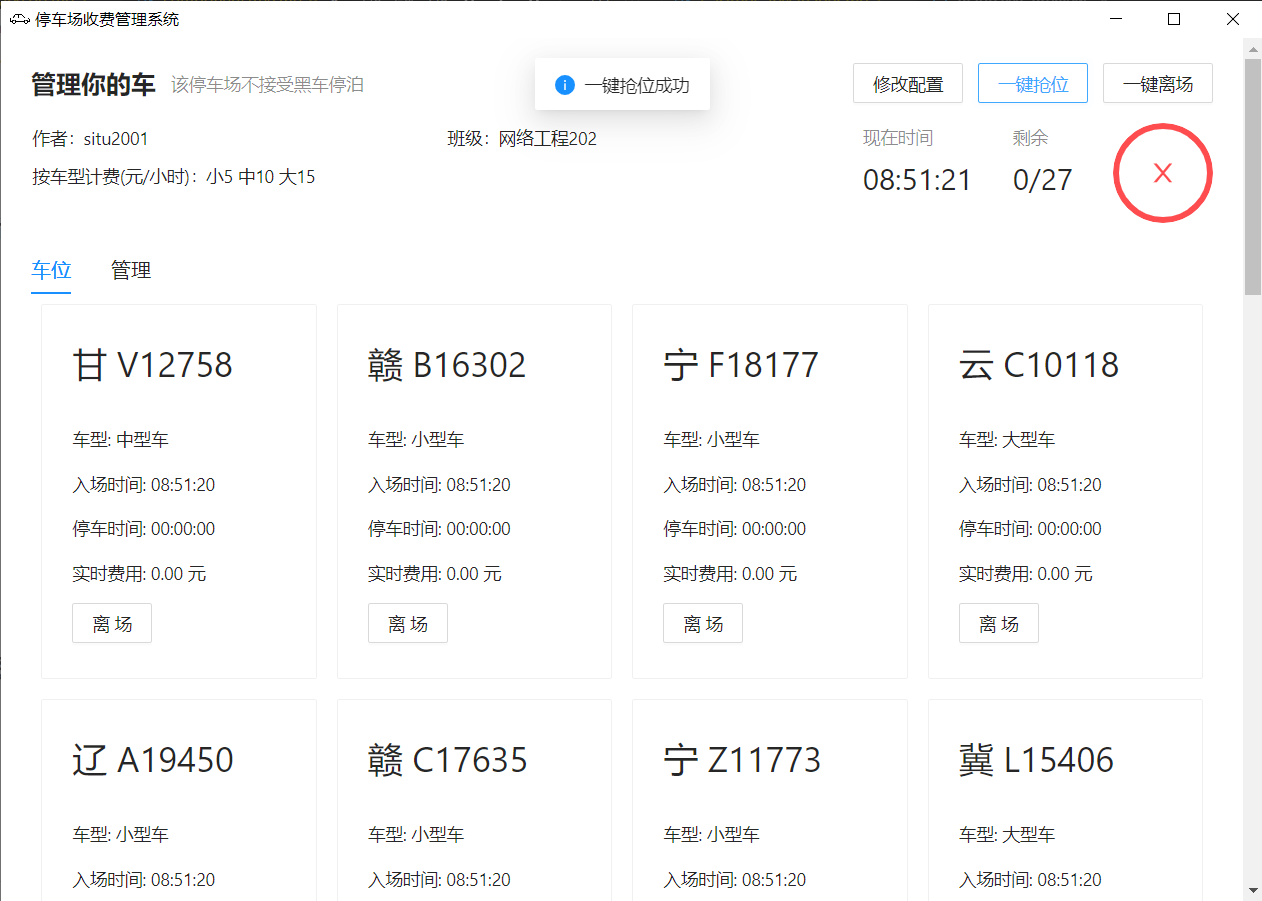 停车场收费管理系统
管理你的车 该停车场不接受黑车停泊
一键抢位成功
修改配置 一键抢位 一键离场
作者：situ2001 班级：网络工程202
现在时间 剩余
按车型计费(元/小时)：小5 中10 大15
08:51:21 0/27
X
车位 管理
甘 V12758 赣 B16302 宁 F18177 云 C10118
车型: 中型车 车型: 小型车 车型: 小型车 车型: 大型车
入场时间: 08:51:20 入场时间: 08:51:20 入场时间: 08:51:20 入场时间: 08:51:20
停车时间: 00:00:00 停车时间: 00:00:00 停车时间: 00:00:00 停车时间: 00:00:00
实时费用: 0.00 元 实时费用: 0.00 元 实时费用: 0.00 元 实时费用: 0.00 元
离 场 离 场 离 场 离 场
辽 A19450 赣 C17635 宁 Z11773 冀 L15406
车型: 小型车 车型: 小型车 车型: 小型车 车型: 大型车
入场时间: 08:51:20 入场时间: 08:51:20 入场时间: 08:51:20 入场时间: 08:51:20